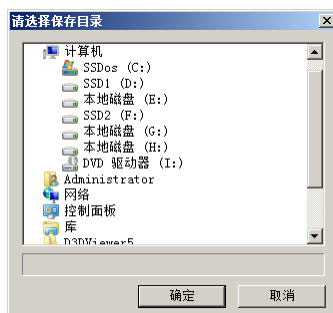 请选择保存目录
计算机
SSDos (C:)
SSD1 (D:)
本地磁盘 (E:)
SSD2 (F:)
本地磁盘 (G:)
本地磁盘 (H:)
DVD 驱动器 (I:)
Administrator
网络
控制面板
库
D3DViewer5
确定
取消